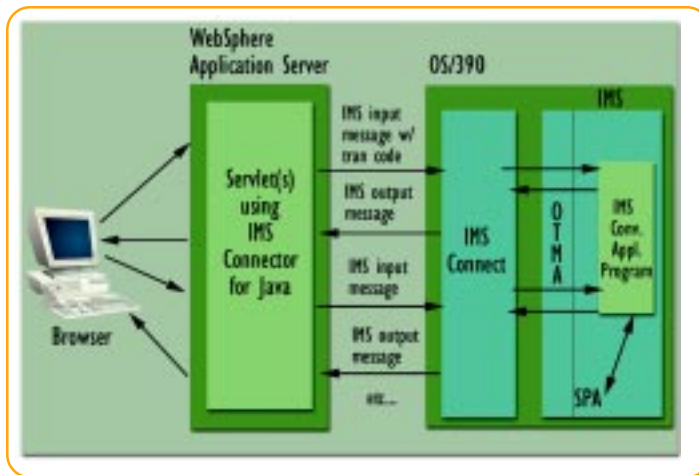 WebSphere
Application Server
OS/390
IMS
IMS input
message w/
tran code
Servlet(s)
using
IMS
Connector
for Java
IMS output
message
IMS
Connect
O
T
M
A
IMS
Conv.
Appl.
Program
IMS input
message
Browser
IMS output
message
SPA
etc...